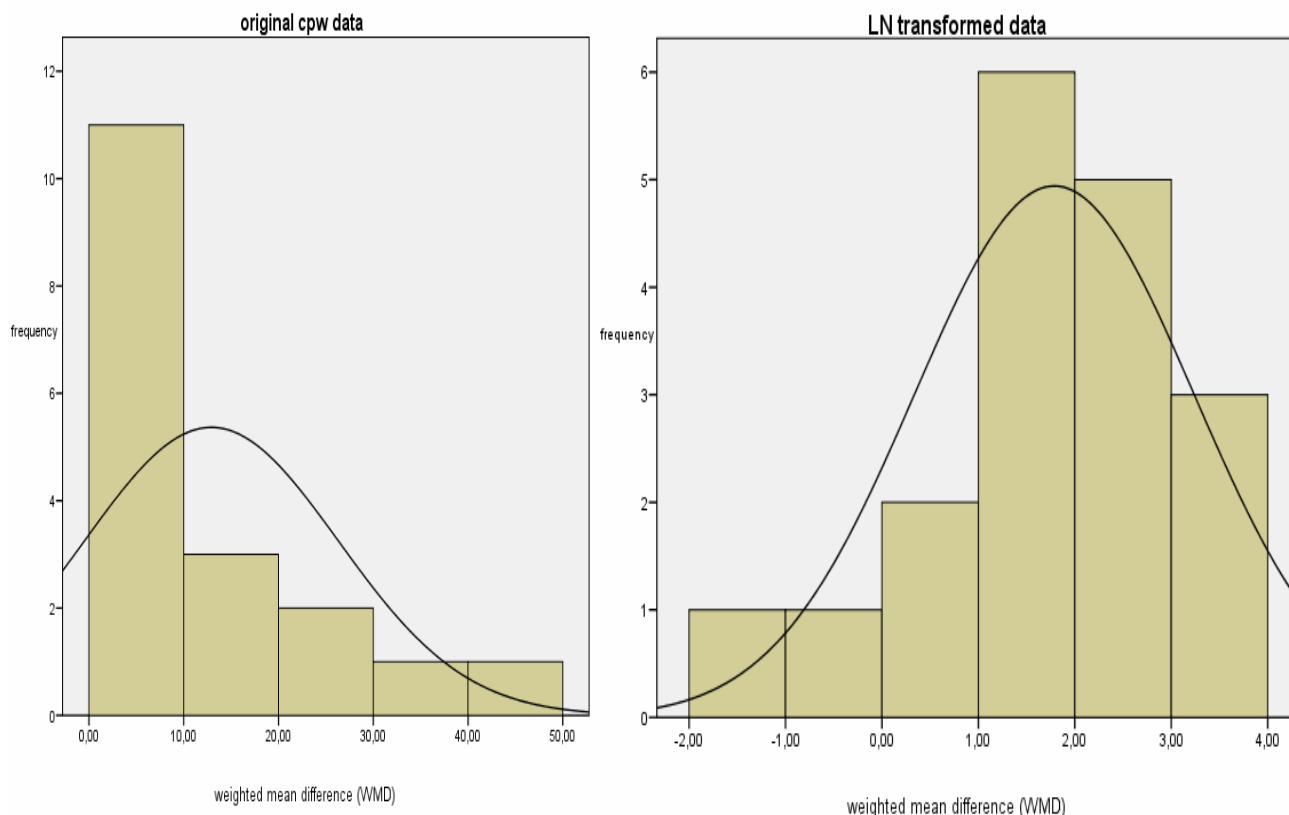 original cpw data
12
10
8
6
4
2
0
frequency
0,00 10,00 20,00 30,00 40,00 50,00
weighted mean difference (WMD)
LN transformed data
6
5
4
3
2
1
0
frequency
-2,00 -1,00 0,00 1,00 2,00 3,00 4,00
weighted mean difference (WMD)